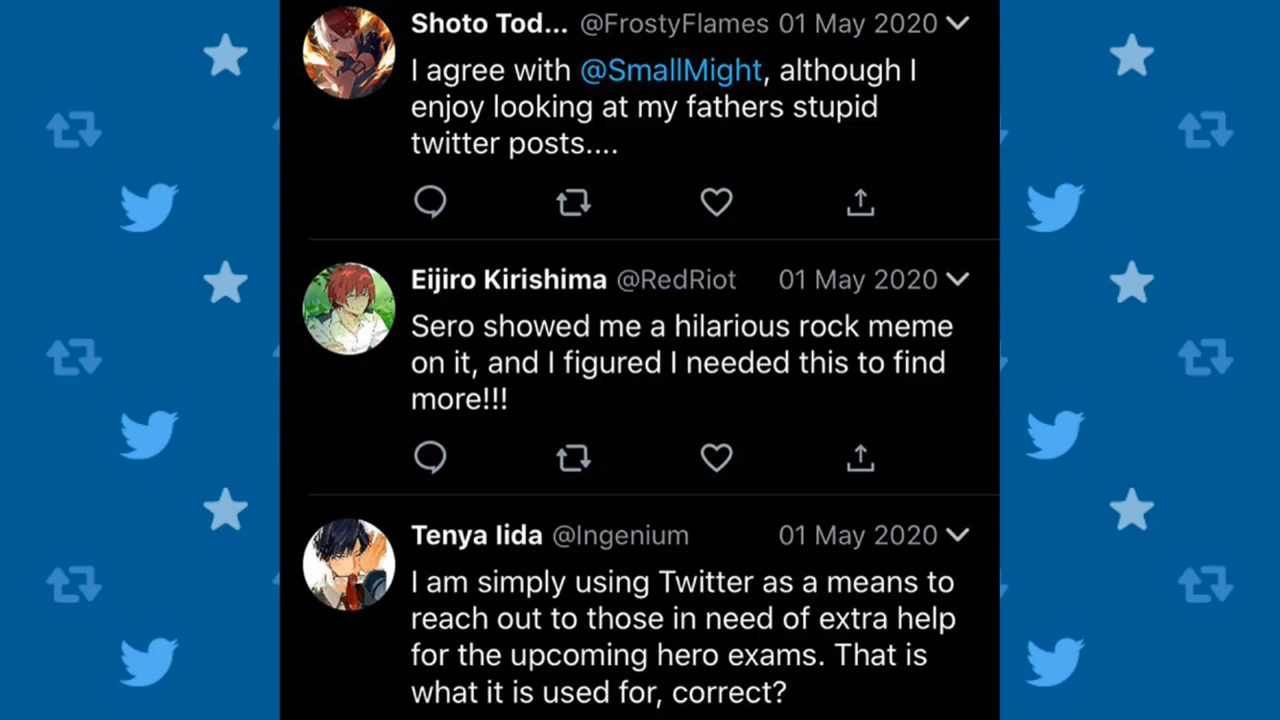 Shoto Tod... @FrostyFlames 01 May 2020
I agree with @SmallMight, although I
enjoy looking at my fathers stupid
twitter posts....
Eijiro Kirishima @RedRiot 01 May 2020
Sero showed me a hilarious rock meme
on it, and I figured I needed this to find
more!!!
Tenya Iida @Ingenium 01 May 2020
I am simply using Twitter as a means to
reach out to those in need of extra help
for the upcoming hero exams. That is
what it is used for, correct?